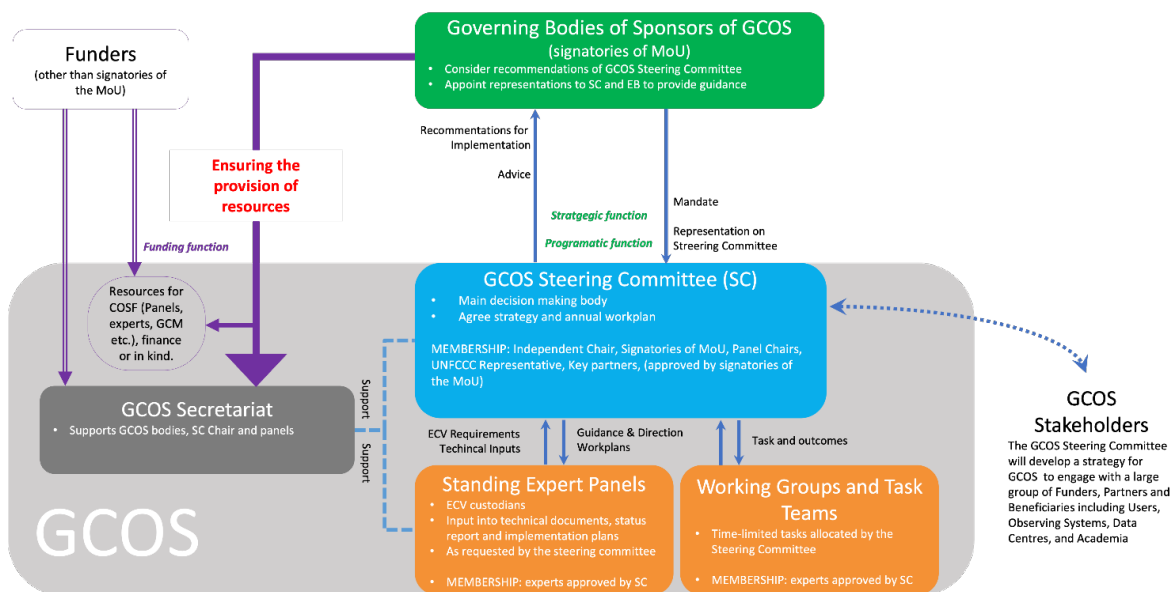 Funders
(other than signatories of
the MoU)
Governing Bodies of Sponsors of GCOS
(signatories of MoU)
• Consider recommendations of GCOS Steering Committee
• Appoint representations to SC and EB to provide guidance
Ensuring the
provision of
resources
Recommendations for
Implementation
Advice
Stratgegic function
Programatic function
Mandate
Representation on
Streering Committee
Funding function
Resources for
COSF (Panels,
experts, GCM
etc.), finance
or in kind.
GCOS Steering Committee (SC)
• Main decision making body
• Agree strategy and annual workplan
MEMBERSHIP: Independent Chair, Signatories of MoU, Panel Chairs,
UNFCCC Representative, Key partners, (approved by signatories of
the MoU)
GCOS Secretariat
• Supports GCOS bodies, SC Chair and panels
Support
Support
ECV Requirements
Techincal Inputs
Guidance & Direction
Workplans
Task and outcomes
Standing Expert Panels
• ECV custodians
• Input into technical documents, status
report and implementation plans
• As requested by the steering committee
• MEMBERSHIP: experts approved by SC
Working Groups and Task
Teams
• Time-limited tasks allocated by the
Steering Committee
• MEMBERSHIP: experts approved by SC
GCOS
Stakeholders
The GCOS Steering Committee
will develop a strategy for
GCOS to engage with a large
group of Funders, Partners and
Beneficiaries including Users,
Observing Systems, Data
Centres, and Academia
GCOS